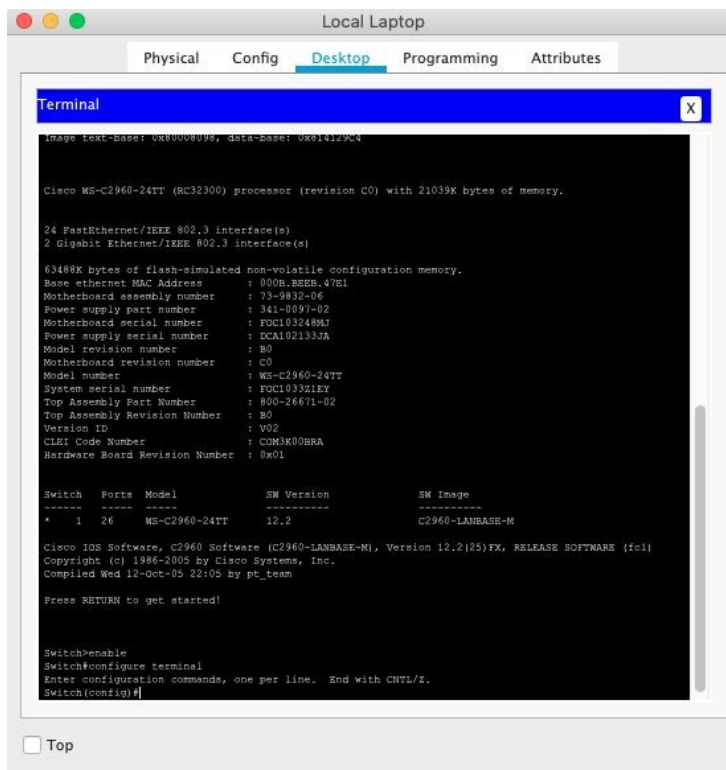 Local Laptop
Physical Config Desktop Programming Attributes
Terminal X
Image text-base: 0x80008098, data-base: 0x814129C4
Cisco WS-C2960-24TT (RC32300) processor (revision C0) with 21039K bytes of memory.
24 FastEthernet/IEEE 802.3 interface(s)
2 Gigabit Ethernet/IEEE 802.3 interface(s)
63488K bytes of flash-simulated non-volatile configuration memory.
Base ethernet MAC Address : 000B.BEEB.47E1
Motherboard assembly number : 73-9832-06
Power supply part number : 341-0097-02
Motherboard serial number : FOC103248MJ
Power supply serial number : DCA102133JA
Model revision number : B0
Motherboard revision number : C0
Model number : WS-C2960-24TT
System serial number : FOC1033Z1EY
Top Assembly Part Number : 800-26671-02
Top Assembly Revision Number : B0
Version ID : V02
CLEI Code Number : COM3K00BRA
Hardware Board Revision Number : 0x01
Switch Ports Model SW Version SW Image
------ ----- ----- ---------- ----------
* 1 26 WS-C2960-24TT 12.2 C2960-LANBASE-M
Cisco IOS Software, C2960 Software (C2960-LANBASE-M), Version 12.2(25)FX, RELEASE SOFTWARE (fc1)
Copyright (c) 1986-2005 by Cisco Systems, Inc.
Compiled Wed 12-Oct-05 22:05 by pt_team
Press RETURN to get started!
Switch>enable
Switch#configure terminal
Enter configuration commands, one per line. End with CNTL/Z.
Switch(config)#
Top